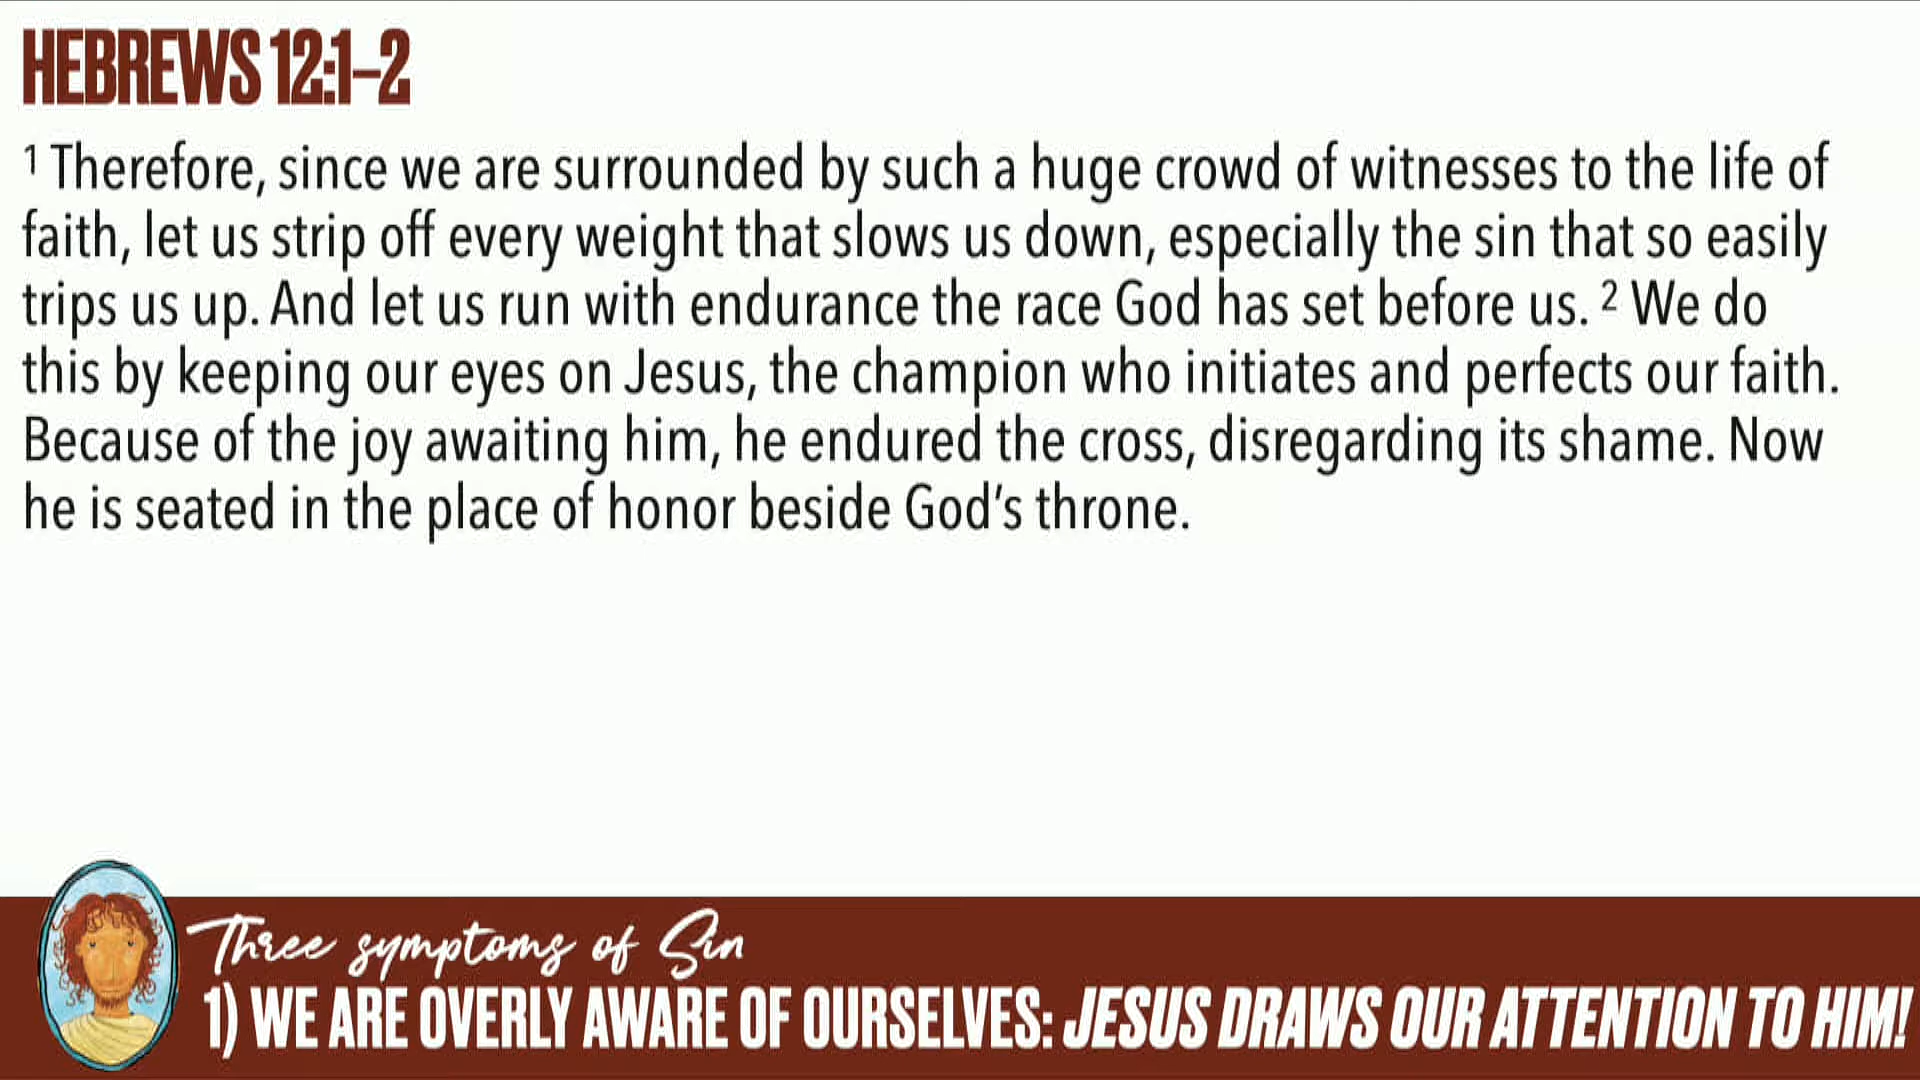 HEBREWS 12:1–2
¹ Therefore, since we are surrounded by such a huge crowd of witnesses to the life of
faith, let us strip off every weight that slows us down, especially the sin that so easily
trips us up. And let us run with endurance the race God has set before us. ² We do
this by keeping our eyes on Jesus, the champion who initiates and perfects our faith.
Because of the joy awaiting him, he endured the cross, disregarding its shame. Now
he is seated in the place of honor beside God’s throne.
Three symptoms of Sin
1) WE ARE OVERLY AWARE OF OURSELVES: JESUS DRAWS OUR ATTENTION TO HIM!